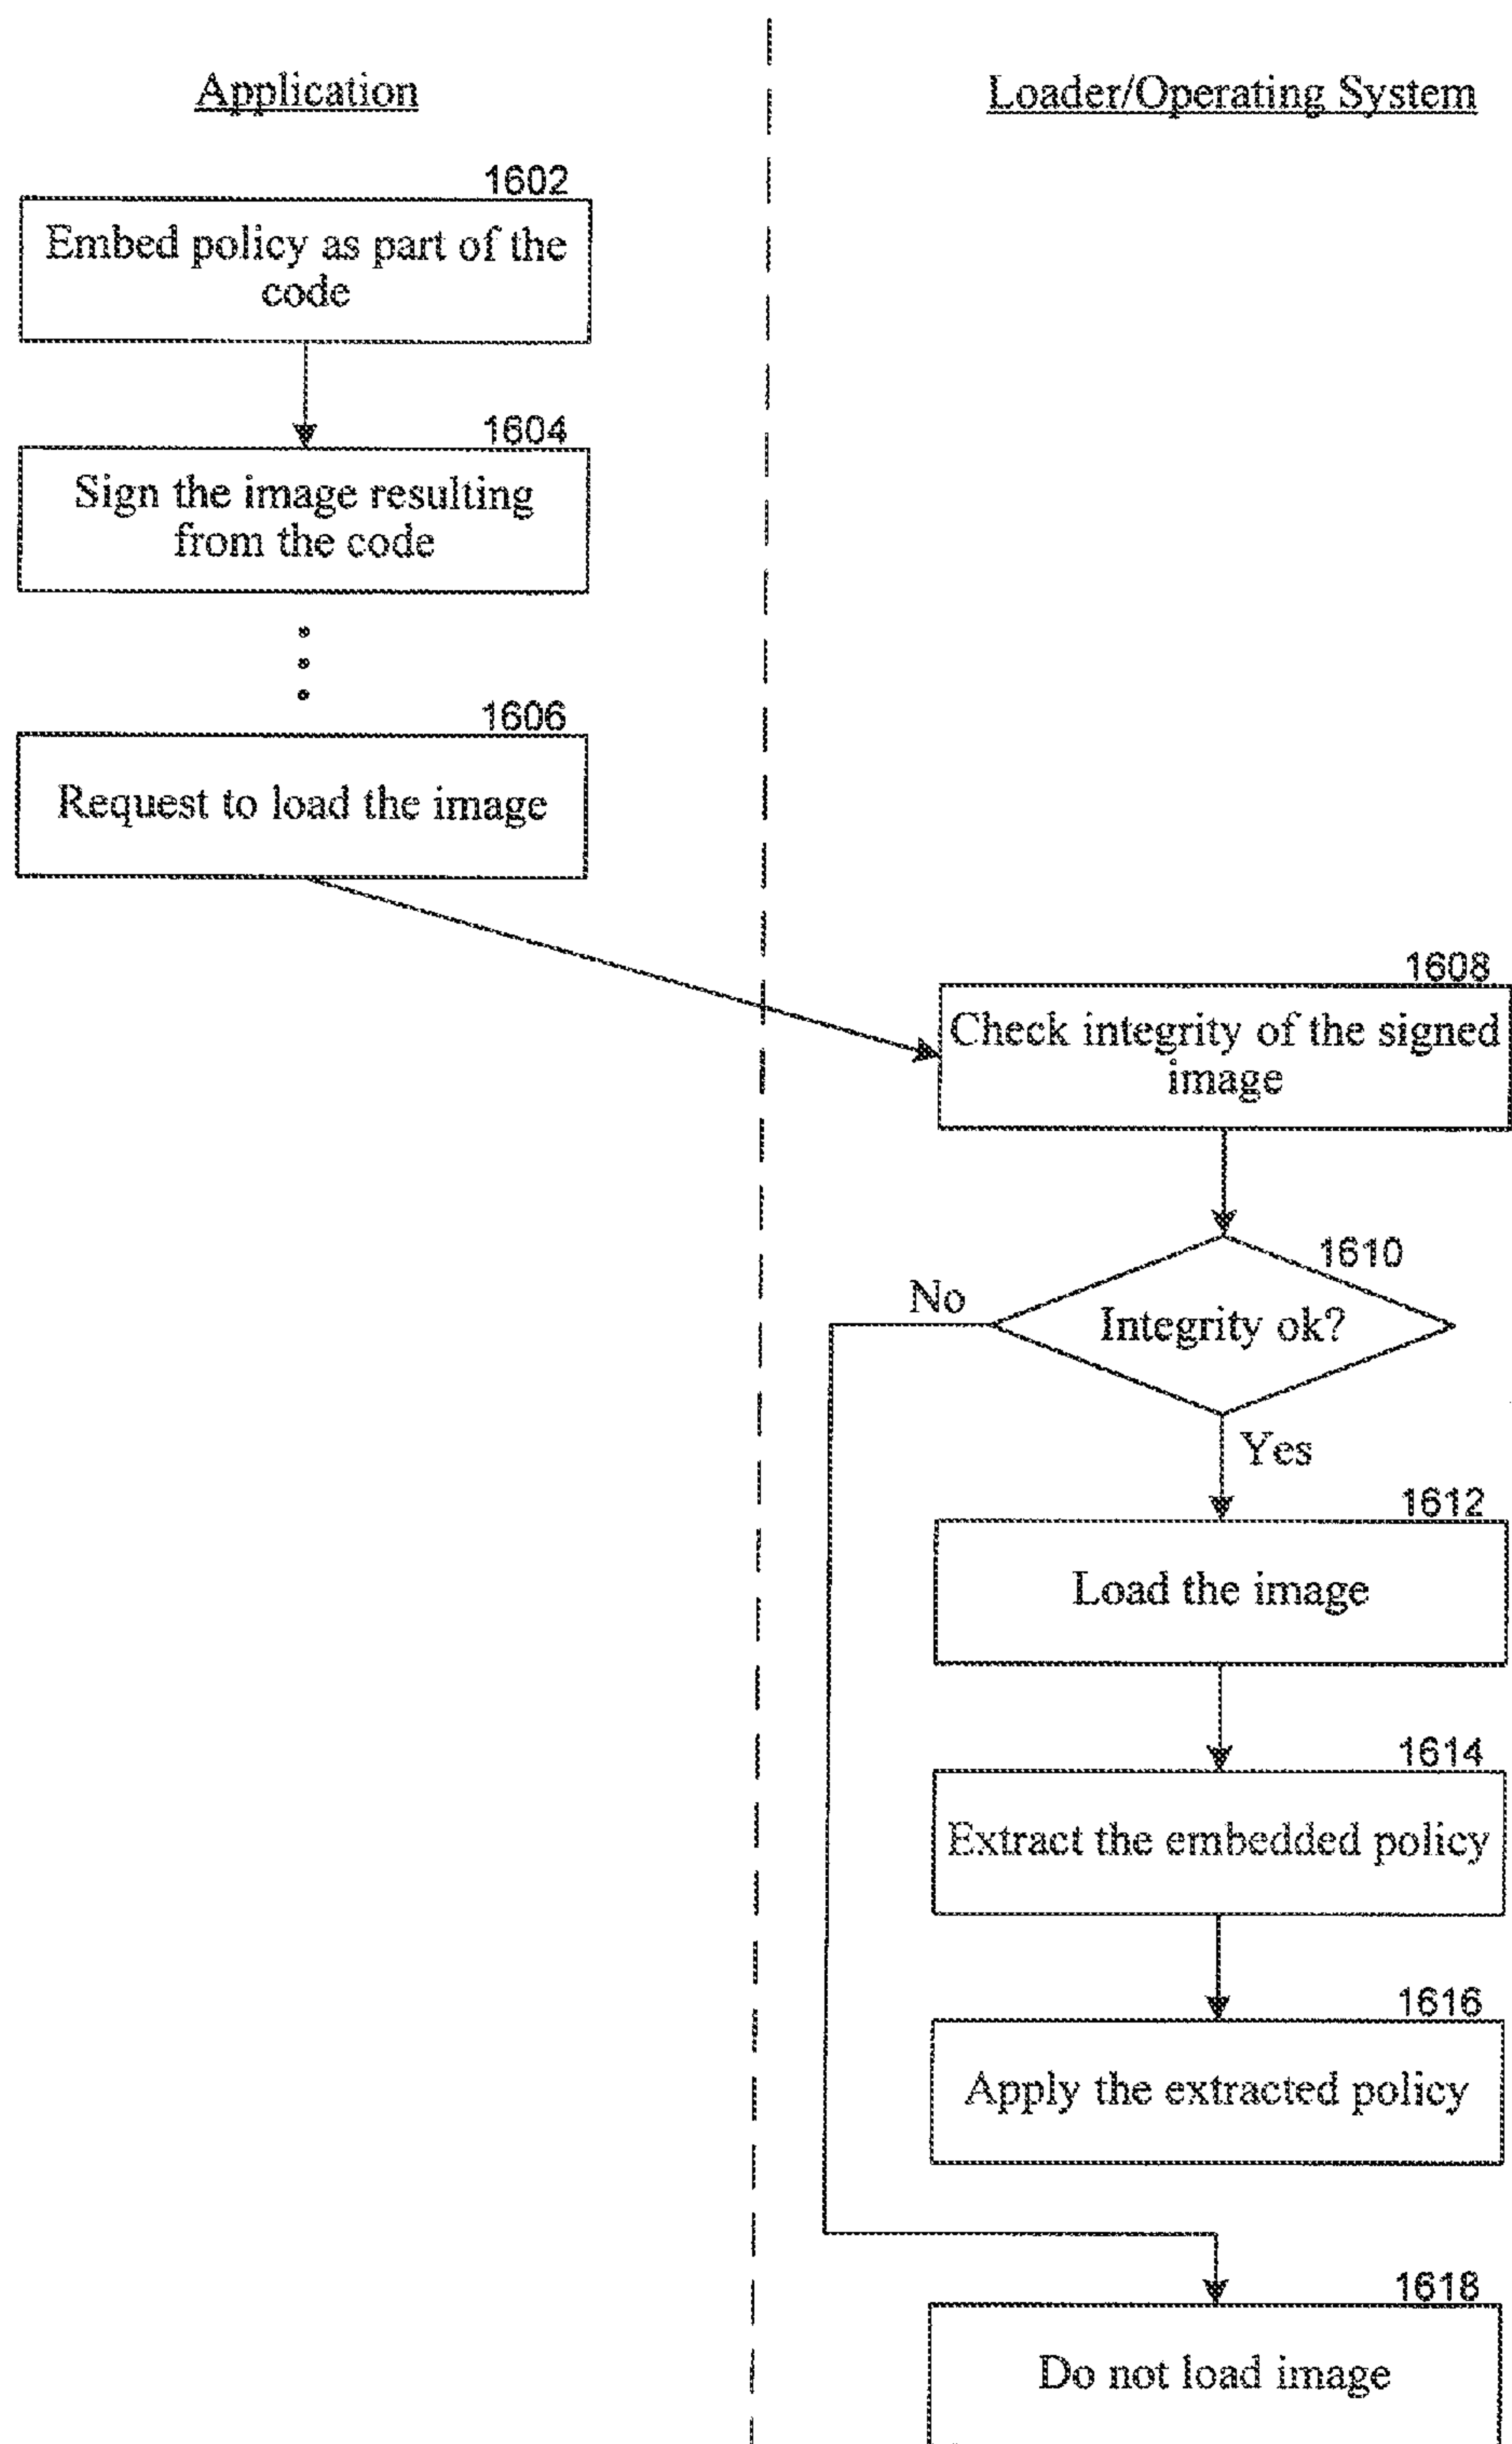 Application
Loader/Operating System
1602
Embed policy as part of the
code
1604
Sign the image resulting
from the code
1606
Request to load the image
1608
Check integrity of the signed
image
1610
No
Integrity ok?
Yes
1612
Load the image
1614
Extract the embedded policy
1616
Apply the extracted policy
1618
Do not load image